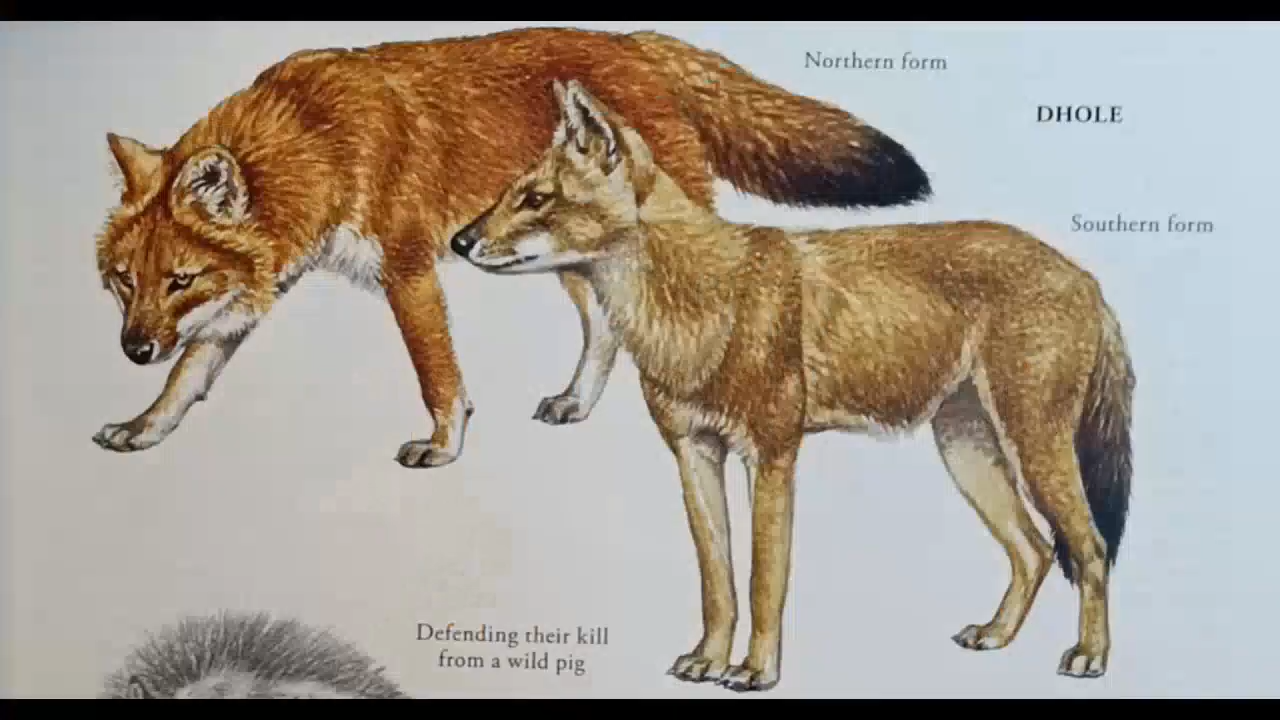 Northern form
DHOLE
Southern form
Defending their kill
from a wild pig